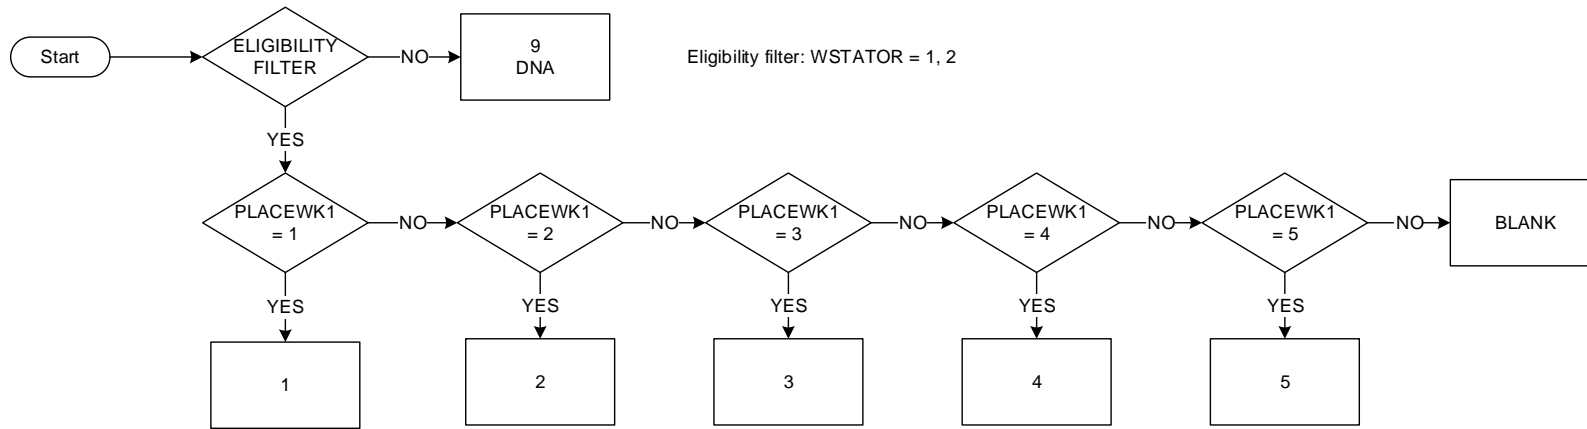 Start
ELIGIBILITY
FILTER
NO
9
DNA
Eligibility filter: WSTATOR = 1, 2
YES
PLACEWK1
= 1
NO
PLACEWK1
= 2
NO
PLACEWK1
= 3
NO
PLACEWK1
= 4
NO
PLACEWK1
= 5
NO
BLANK
YES
YES
YES
YES
YES
1
2
3
4
5